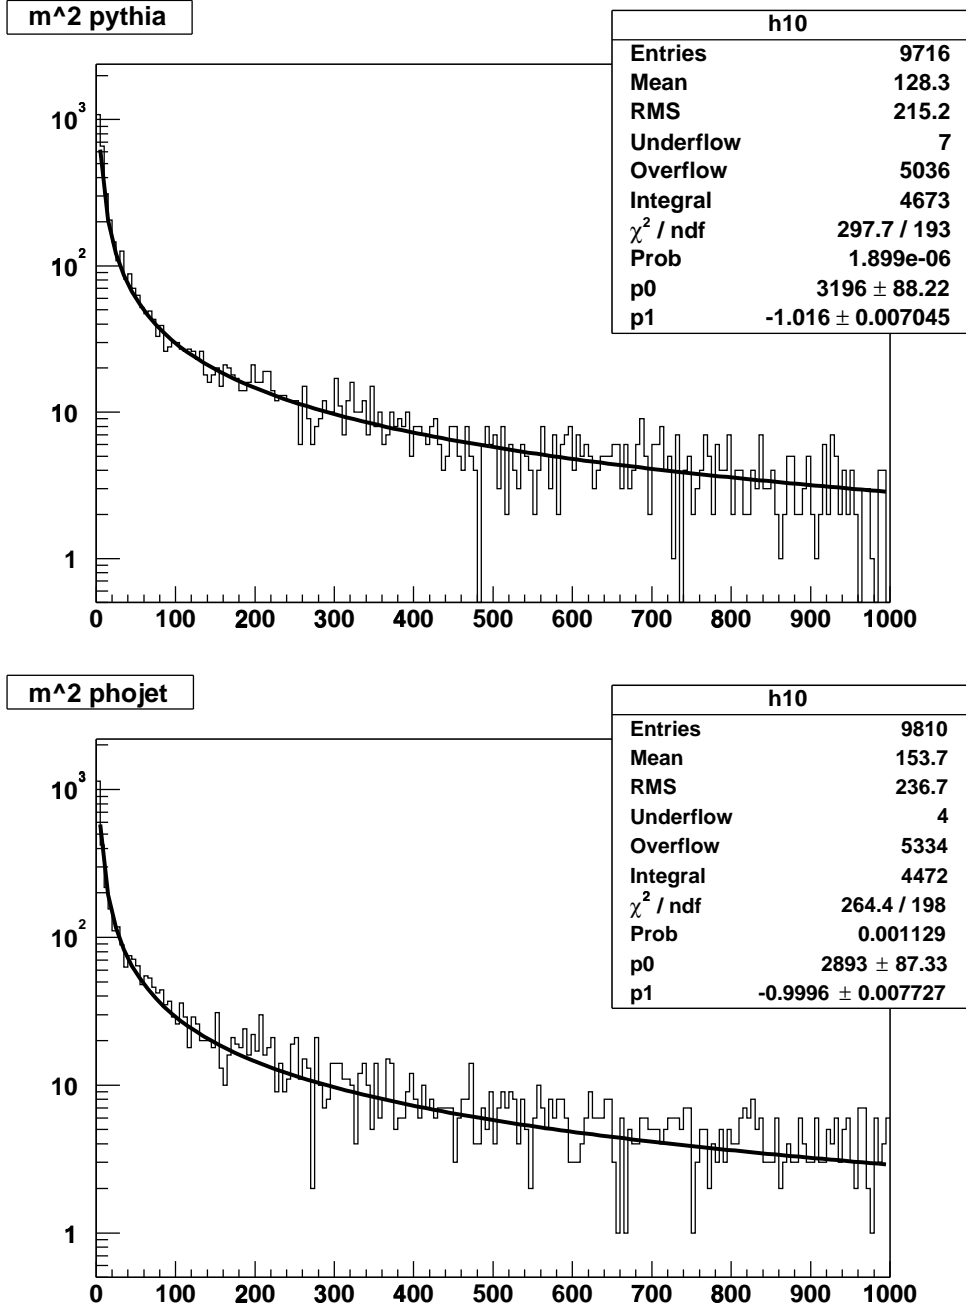 m^2 pythia
h10
Entries 9716
Mean 128.3
RMS 215.2
Underflow 7
Overflow 5036
Integral 4673
χ² / ndf 297.7 / 193
Prob 1.899e-06
p0 3196 ± 88.22
p1 -1.016 ± 0.007045
10³
10²
10
1
0 100 200 300 400 500 600 700 800 900 1000
m^2 phojet
h10
Entries 9810
Mean 153.7
RMS 236.7
Underflow 4
Overflow 5334
Integral 4472
χ² / ndf 264.4 / 198
Prob 0.001129
p0 2893 ± 87.33
p1 -0.9996 ± 0.007727
10³
10²
10
1
0 100 200 300 400 500 600 700 800 900 1000